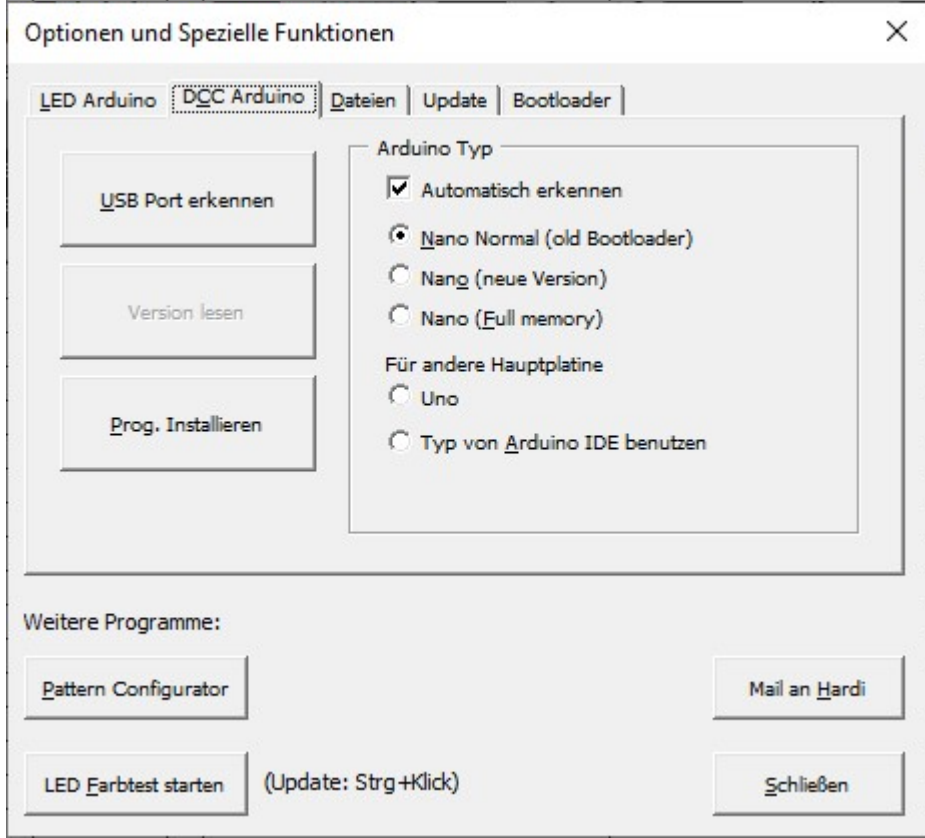 Optionen und Spezielle Funktionen
LED Arduino DCC Arduino Dateien Update Bootloader
USB Port erkennen
Version lesen
Prog. Installieren
Arduino Typ
Automatisch erkennen
Nano Normal (old Bootloader)
Nano (neue Version)
Nano (Full memory)
Für andere Hauptplatine
Uno
Typ von Arduino IDE benutzen
Weitere Programme:
Pattern Configurator
Mail an Hardi
LED Farbtest starten (Update: Strg+Klick)
Schließen